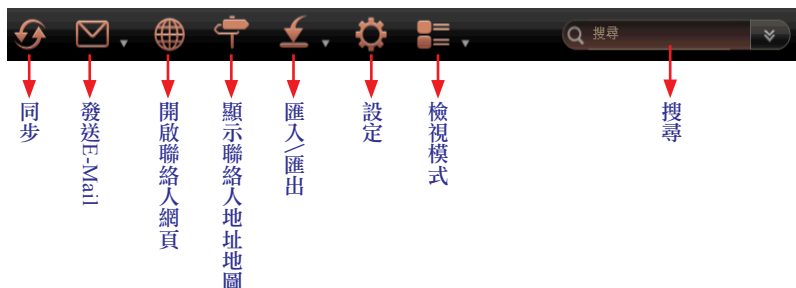 搜尋
同步
發送E-Mail
開啟聯絡人網頁
顯示聯絡人地址地圖
匯入\匯出
設定
檢視模式
搜尋